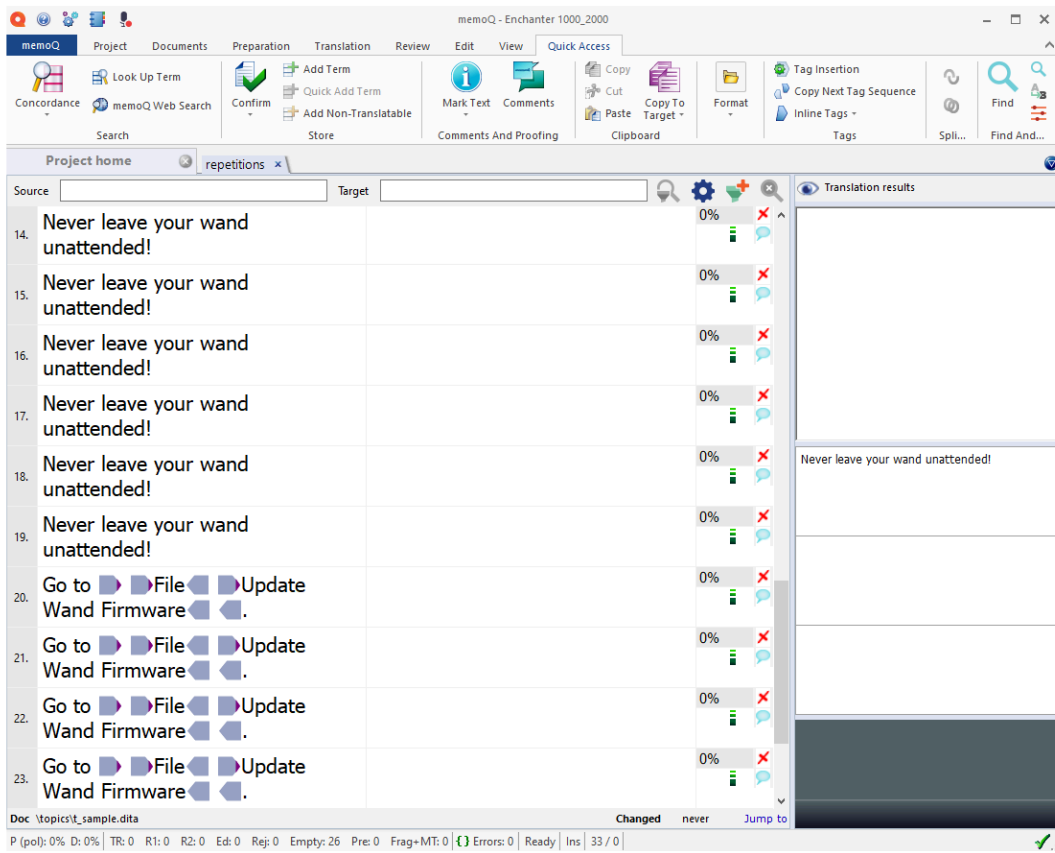 memoQ - Enchanter 1000_2000
memoQ Project Documents Preparation Translation Review Edit View Quick Access
Concordance
Look Up Term
memoQ Web Search
Search
Confirm
Add Term
Quick Add Term
Add Non-Translatable
Store
Mark Text
Comments
Comments And Proofing
Copy
Cut
Paste
Copy To
Target
Clipboard
Format
Tag Insertion
Copy Next Tag Sequence
Inline Tags
Tags
Spli...
Find
Find And...
Project home repetitions
Source Target
Translation results
14. Never leave your wand
unattended!
0%
15. Never leave your wand
unattended!
0%
16. Never leave your wand
unattended!
0%
17. Never leave your wand
unattended!
0%
18. Never leave your wand
unattended!
0%
19. Never leave your wand
unattended!
0%
20. Go to File Update
Wand Firmware .
0%
21. Go to File Update
Wand Firmware .
0%
22. Go to File Update
Wand Firmware .
0%
23. Go to File Update
Wand Firmware .
0%
Never leave your wand unattended!
Doc \topics\t_sample.dita Changed never Jump to
P (pol): 0% D: 0% TR: 0 R1: 0 R2: 0 Ed: 0 Rej: 0 Empty: 26 Pre: 0 Frag+MT: 0 {} Errors: 0 Ready Ins 33 / 0